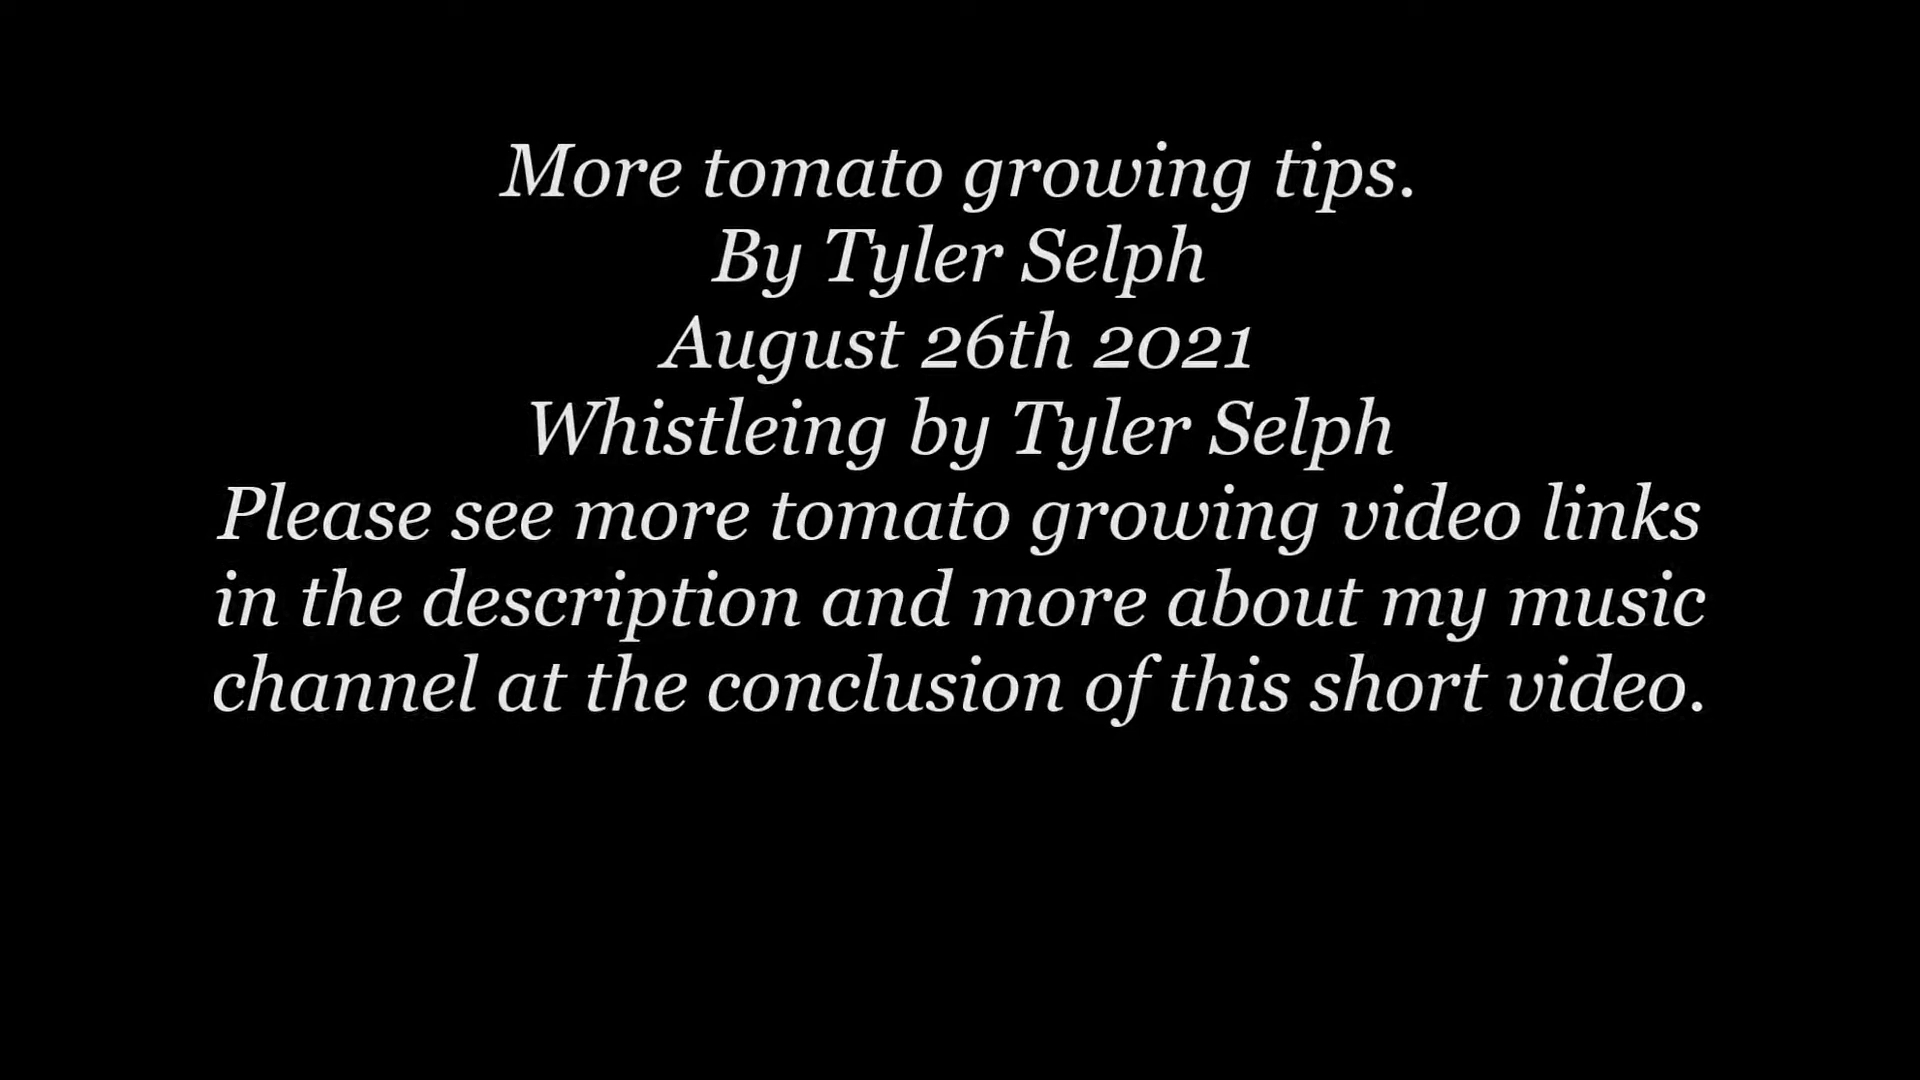 More tomato growing tips.
By Tyler Selph
August 26th 2021
Whistleing by Tyler Selph
Please see more tomato growing video links
in the description and more about my music
channel at the conclusion of this short video.